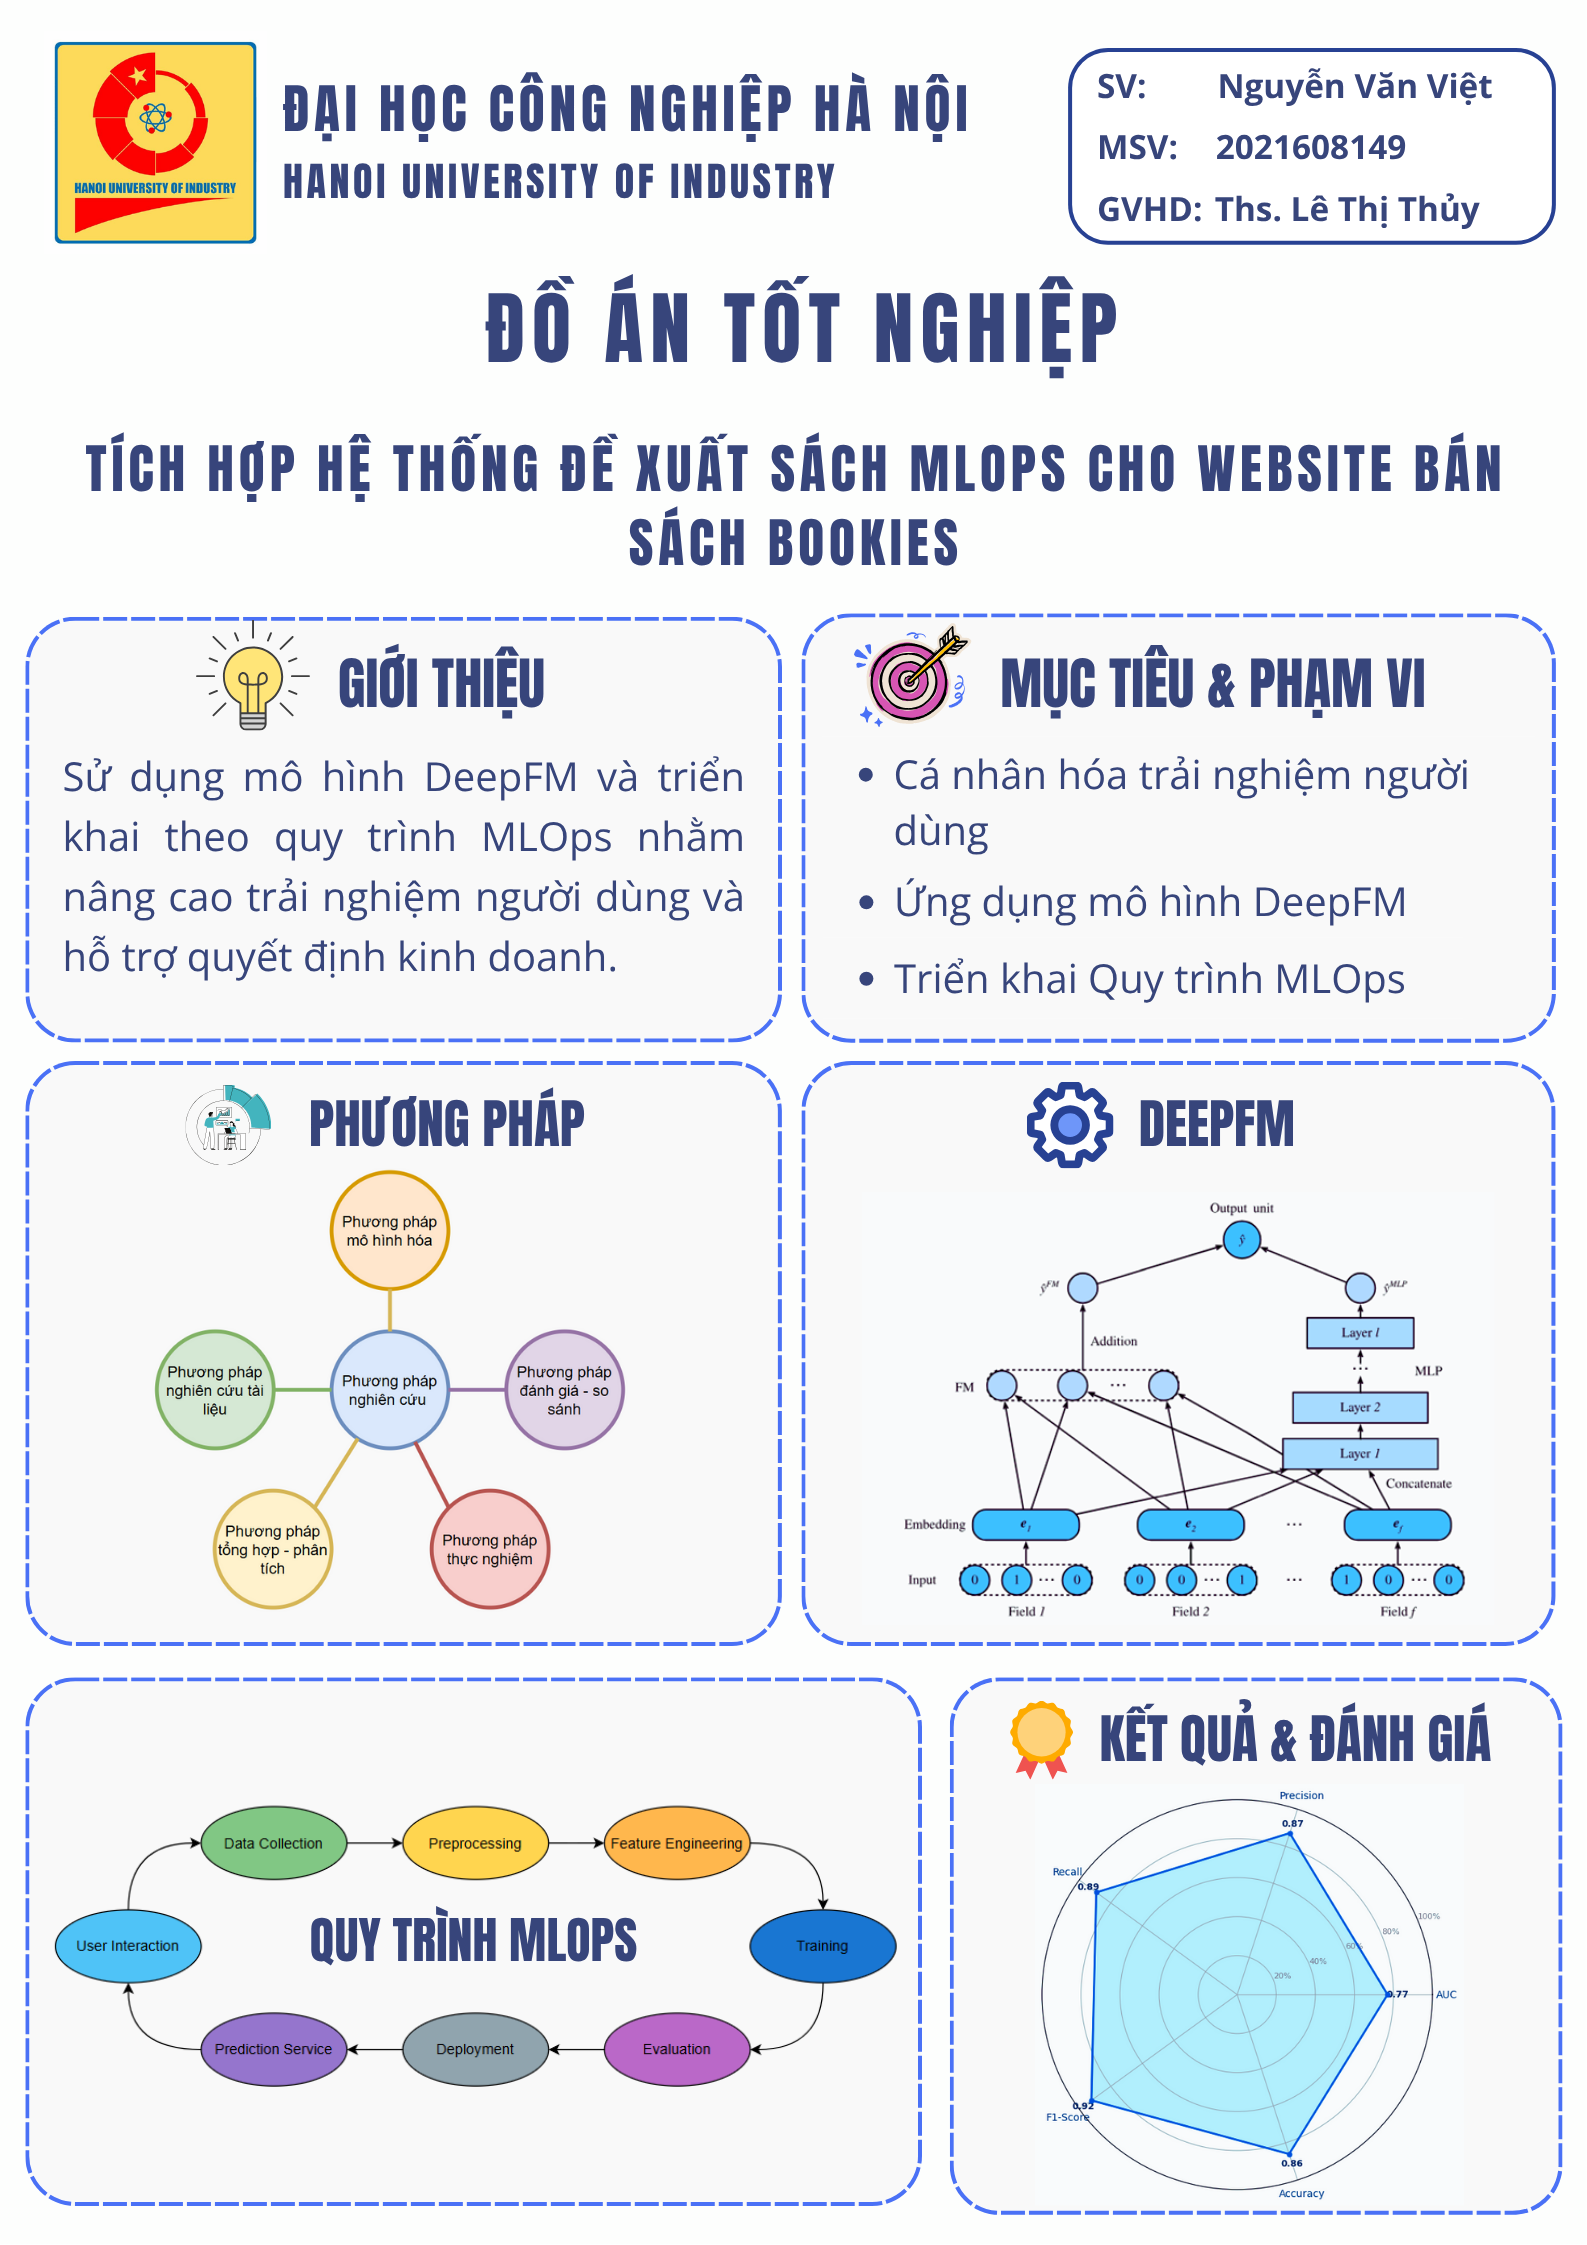 HANOI UNIVERSITY OF INDUSTRY
ĐẠI HỌC CÔNG NGHIỆP HÀ NỘI
HANOI UNIVERSITY OF INDUSTRY
SV: Nguyễn Văn Việt
MSV: 2021608149
GVHD: Ths. Lê Thị Thủy
ĐỒ ÁN TỐT NGHIỆP
TÍCH HỢP HỆ THỐNG ĐỀ XUẤT SÁCH MLOPS CHO WEBSITE BÁN
SÁCH BOOKIES
GIỚI THIỆU
Sử dụng mô hình DeepFM và triển
khai theo quy trình MLOps nhằm
nâng cao trải nghiệm người dùng và
hỗ trợ quyết định kinh doanh.
MỤC TIÊU & PHẠM VI
• Cá nhân hóa trải nghiệm người
dùng
• Ứng dụng mô hình DeepFM
• Triển khai Quy trình MLOps
PHƯƠNG PHÁP
Phương pháp
mô hình hóa
Phương pháp
nghiên cứu tài
liệu
Phương pháp
nghiên cứu
Phương pháp
đánh giá - so
sánh
Phương pháp
tổng hợp - phân
tích
Phương pháp
thực nghiệm
DEEPFM
Output unit
ŷ
ŷFM
ŷMLP
Layer l
Addition
...
MLP
FM
...
Layer 2
Layer 1
Concatenate
Embedding e1 e2 ... ef
Input 0 1 ... 0 0 0 ... 1 ... 1 0 ... 0
Field 1 Field 2 Field f
QUY TRÌNH MLOPS
Data Collection
Preprocessing
Feature Engineering
User Interaction
Training
Prediction Service
Deployment
Evaluation
KẾT QUẢ & ĐÁNH GIÁ
Precision
0.87
Recall
0.89
100%
80%
60%
40%
20%
0.77 AUC
0.92
F1-Score
0.86
Accuracy